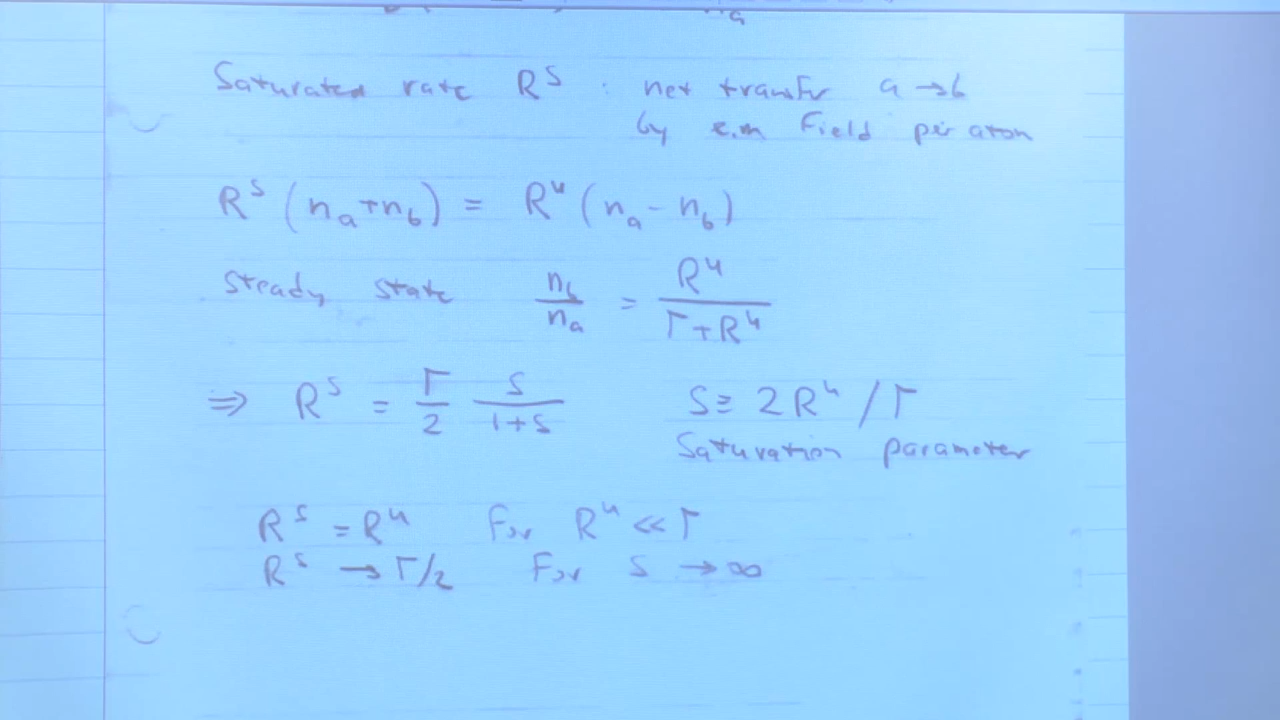 a
Saturated rate R^s : net transfer a → b
by e.m field per atom
R^s (n_a + n_b) = R^u (n_a - n_b)
steady state n_b / n_a = R^u / (Γ + R^u)
⇒ R^s = Γ/2 s/(1+s) S ≡ 2 R^u / Γ
Saturation parameter
R^s = R^u for R^u << Γ
R^s → Γ/2 for S → ∞